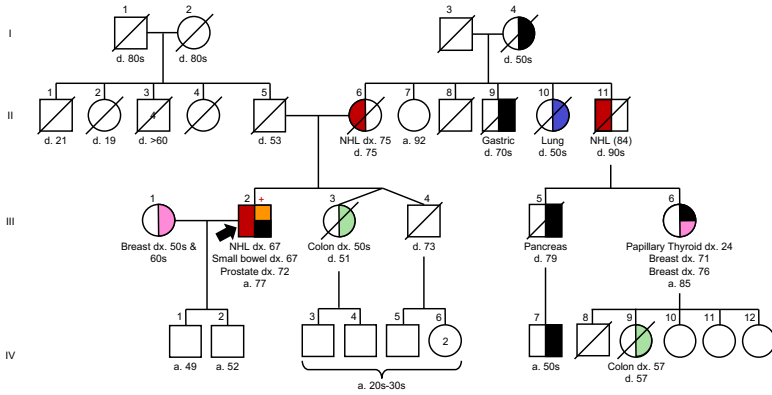 I
1
2
3
4
d. 80s
d. 80s
d. 50s
II
1
2
3
4
5
6
7
8
9
10
11
4
d. 21
d. 19
d. >60
d. 53
NHL dx. 75
d. 75
a. 92
Gastric
d. 70s
Lung
d. 50s
NHL (84)
d. 90s
III
1
2
+
3
4
5
6
Breast dx. 50s &
60s
NHL dx. 67
Small bowel dx. 67
Prostate dx. 72
a. 77
Colon dx. 50s
d. 51
d. 73
Pancreas
d. 79
Papillary Thyroid dx. 24
Breast dx. 71
Breast dx. 76
a. 85
IV
1
2
3
4
5
6
7
8
9
10
11
12
2
a. 49
a. 52
a. 20s-30s
a. 50s
Colon dx. 57
d. 57